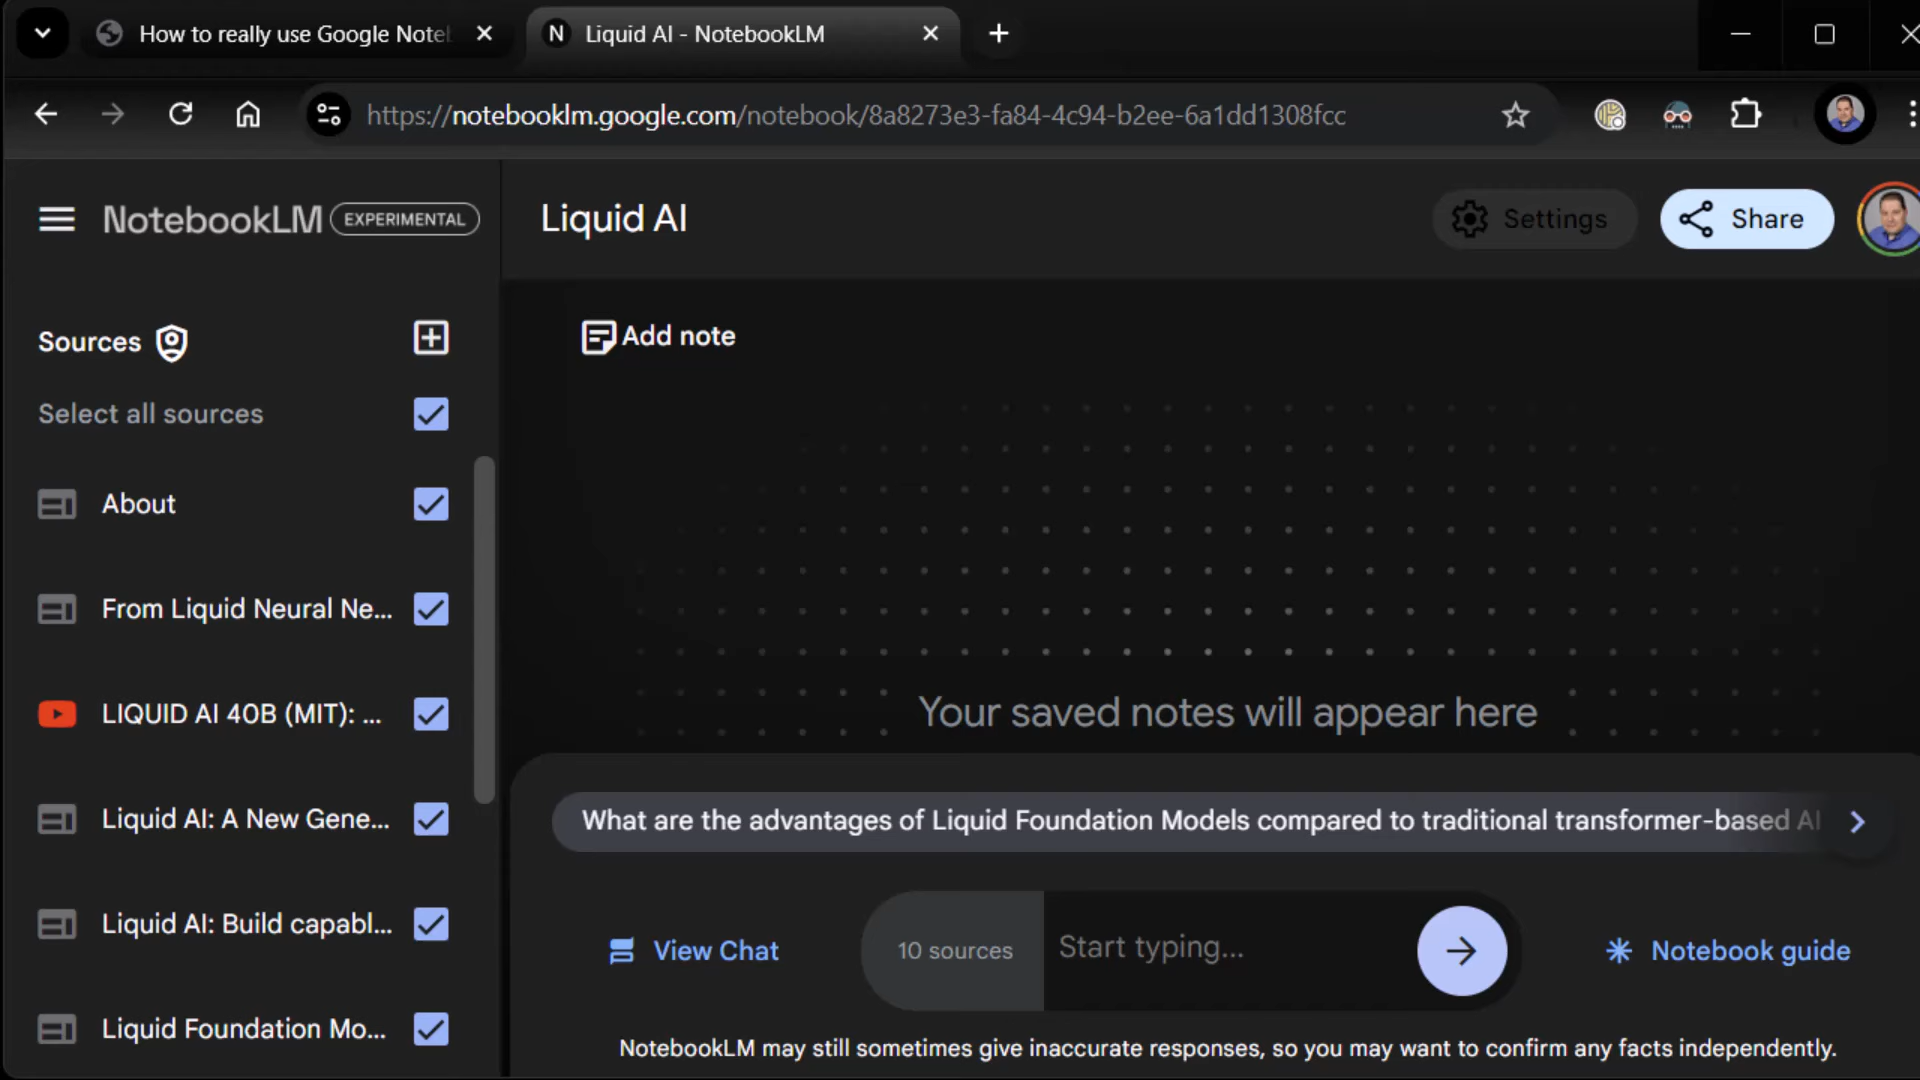 How to really use Google Note
Liquid AI - NotebookLM
https://notebooklm.google.com/notebook/8a8273e3-fa84-4c94-b2ee-6a1dd1308fcc
NotebookLM EXPERIMENTAL
Liquid AI
Settings
Share
Sources
Select all sources
About
From Liquid Neural Ne...
LIQUID AI 40B (MIT): ...
Liquid AI: A New Gene...
Liquid AI: Build capabl...
Liquid Foundation Mo...
Add note
Your saved notes will appear here
What are the advantages of Liquid Foundation Models compared to traditional transformer-based AI
View Chat
10 sources
Start typing...
Notebook guide
NotebookLM may still sometimes give inaccurate responses, so you may want to confirm any facts independently.